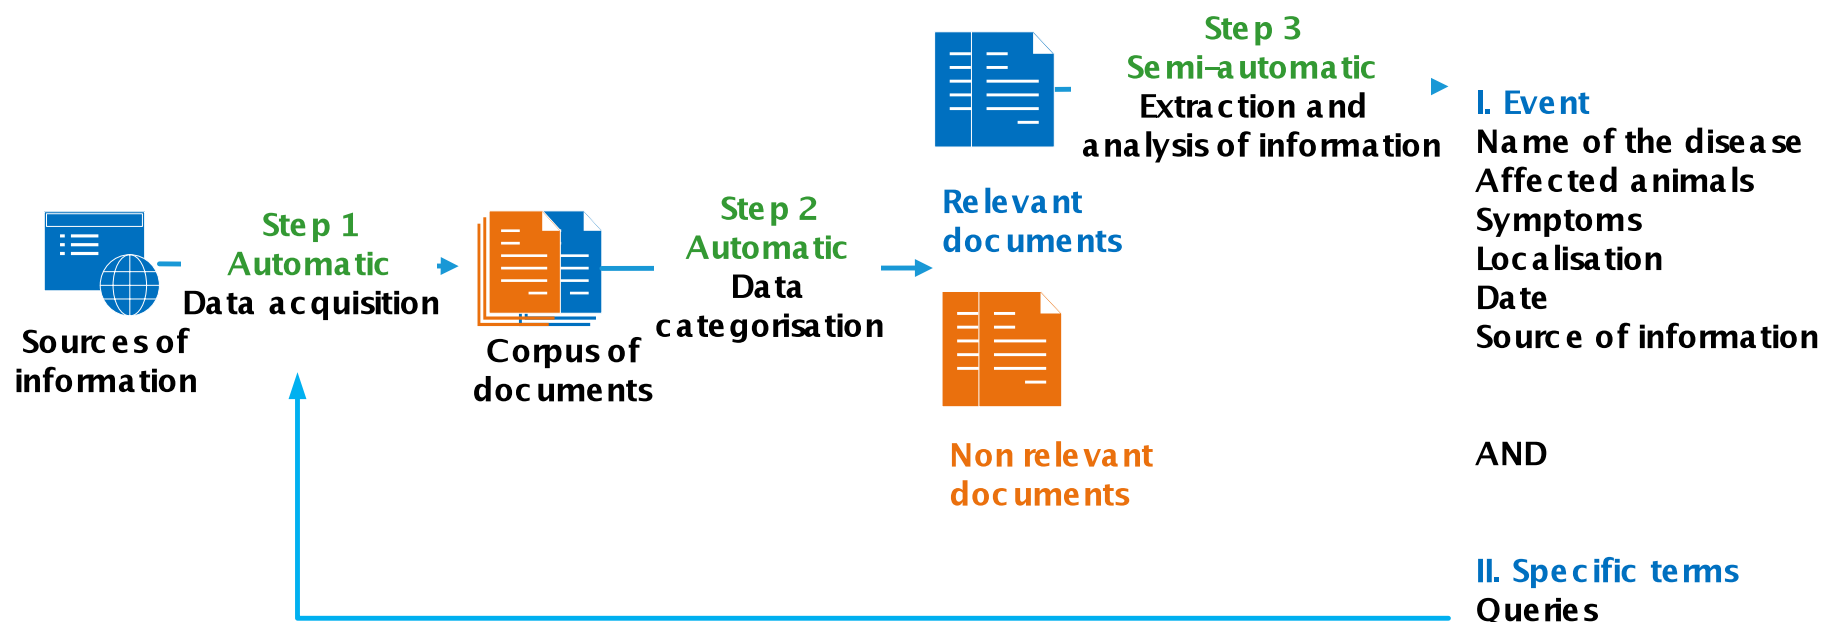 Sources of
information
Step 1
Automatic
Data acquisition
Corpus of
documents
Step 2
Automatic
Data
categorisation
Relevant
documents
Non relevant
documents
Step 3
Semi-automatic
Extraction and
analysis of information
I. Event
Name of the disease
Affected animals
Symptoms
Localisation
Date
Source of information
AND
II. Specific terms
Queries